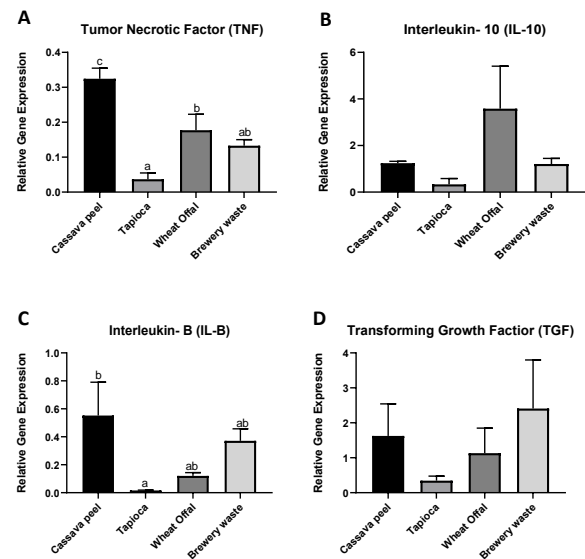 A
Tumor Necrotic Factor (TNF)
Relative Gene Expression
0.4
0.3
0.2
0.1
0.0
c
a
b
ab
Cassava peel
Tapioca
Wheat Offal
Brewery waste
B
Interleukin- 10 (IL-10)
Relative Gene Expression
6
4
2
0
Cassava peel
Tapioca
Wheat Offal
Brewery waste
C
Interleukin- B (IL-B)
Relative Gene Expression
1.0
0.8
0.6
0.4
0.2
0.0
b
a
ab
ab
Cassava peel
Tapioca
Wheat Offal
Brewery waste
D
Transforming Growth Factior (TGF)
Relative Gene Expression
4
3
2
1
0
Cassava peel
Tapioca
Wheat Offal
Brewery waste